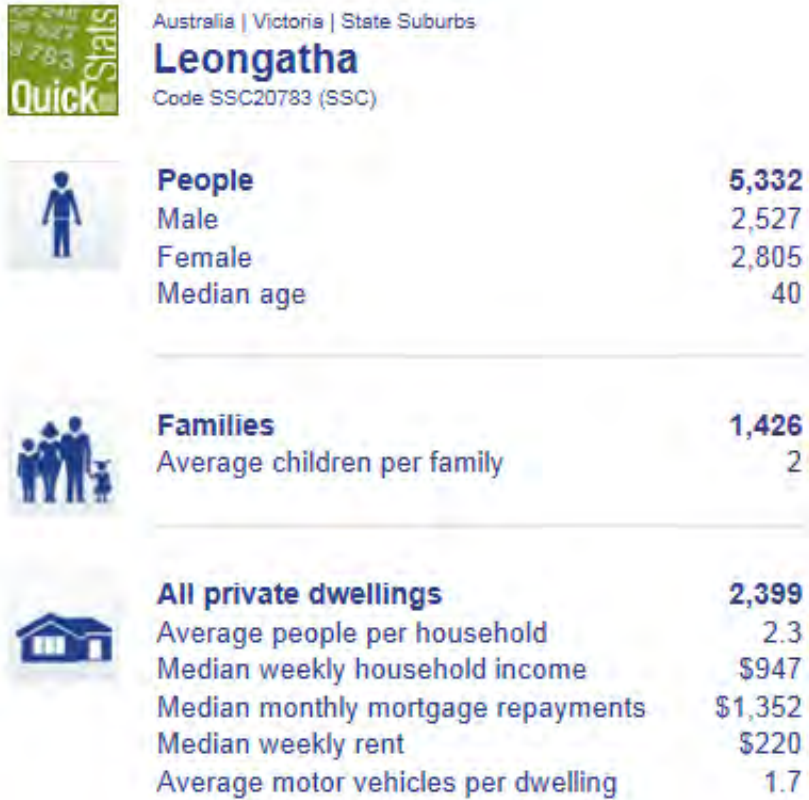 QuickStats
Australia | Victoria | State Suburbs
Leongatha
Code SSC20783 (SSC)
People 5,332
Male 2,527
Female 2,805
Median age 40
Families 1,426
Average children per family 2
All private dwellings 2,399
Average people per household 2.3
Median weekly household income $947
Median monthly mortgage repayments $1,352
Median weekly rent $220
Average motor vehicles per dwelling 1.7